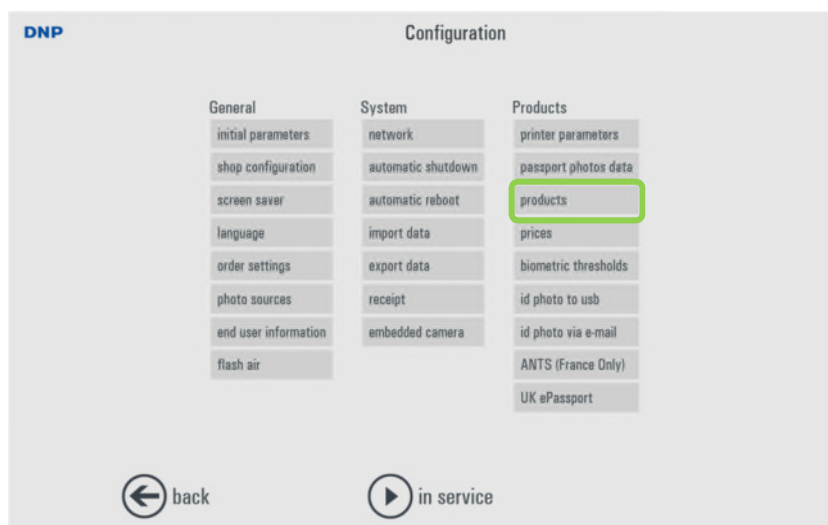 DNP
Configuration
General
initial parameters
shop configuration
screen saver
language
order settings
photo sources
end user information
flash air
System
network
automatic shutdown
automatic reboot
import data
export data
receipt
embedded camera
Products
printer parameters
passport photos data
products
prices
biometric thresholds
id photo to usb
id photo via e-mail
ANTS (France Only)
UK ePassport
back
in service